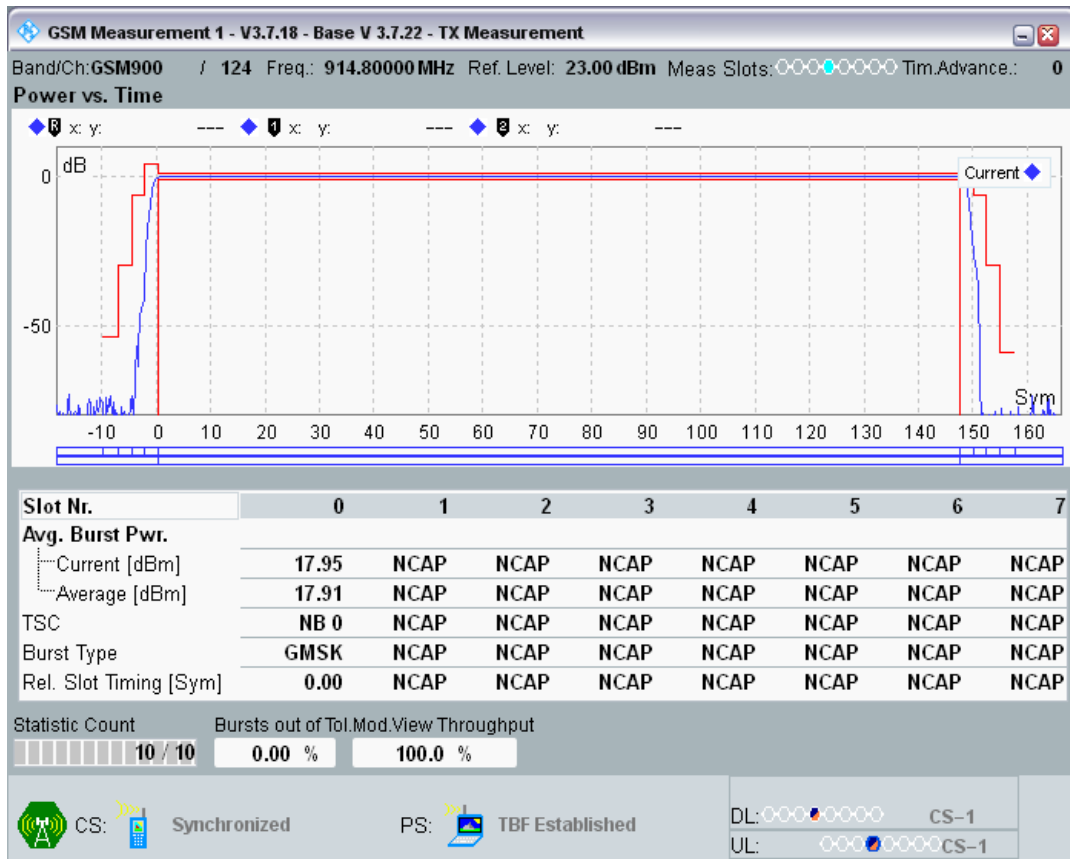 GSM Measurement 1 - V3.7.18 - Base V 3.7.22 - TX Measurement
Band/Ch:GSM900 / 124 Freq.: 914.80000 MHz Ref. Level: 23.00 dBm Meas Slots: Tim.Advance.: 0
Power vs. Time
R x: y: --- 1 x: y: --- 2 x: y: ---
dB
Current
0
-50
Sym
-10 0 10 20 30 40 50 60 70 80 90 100 110 120 130 140 150 160
Slot Nr. 0 1 2 3 4 5 6 7
Avg. Burst Pwr.
Current [dBm] 17.95 NCAP NCAP NCAP NCAP NCAP NCAP NCAP
Average [dBm] 17.91 NCAP NCAP NCAP NCAP NCAP NCAP NCAP
TSC NB 0 NCAP NCAP NCAP NCAP NCAP NCAP NCAP
Burst Type GMSK NCAP NCAP NCAP NCAP NCAP NCAP NCAP
Rel. Slot Timing [Sym] 0.00 NCAP NCAP NCAP NCAP NCAP NCAP NCAP
Statistic Count Bursts out of Tol. Mod.View Throughput
10 / 10 0.00 % 100.0 %
CS: Synchronized PS: TBF Established DL: CS-1
UL: CS-1